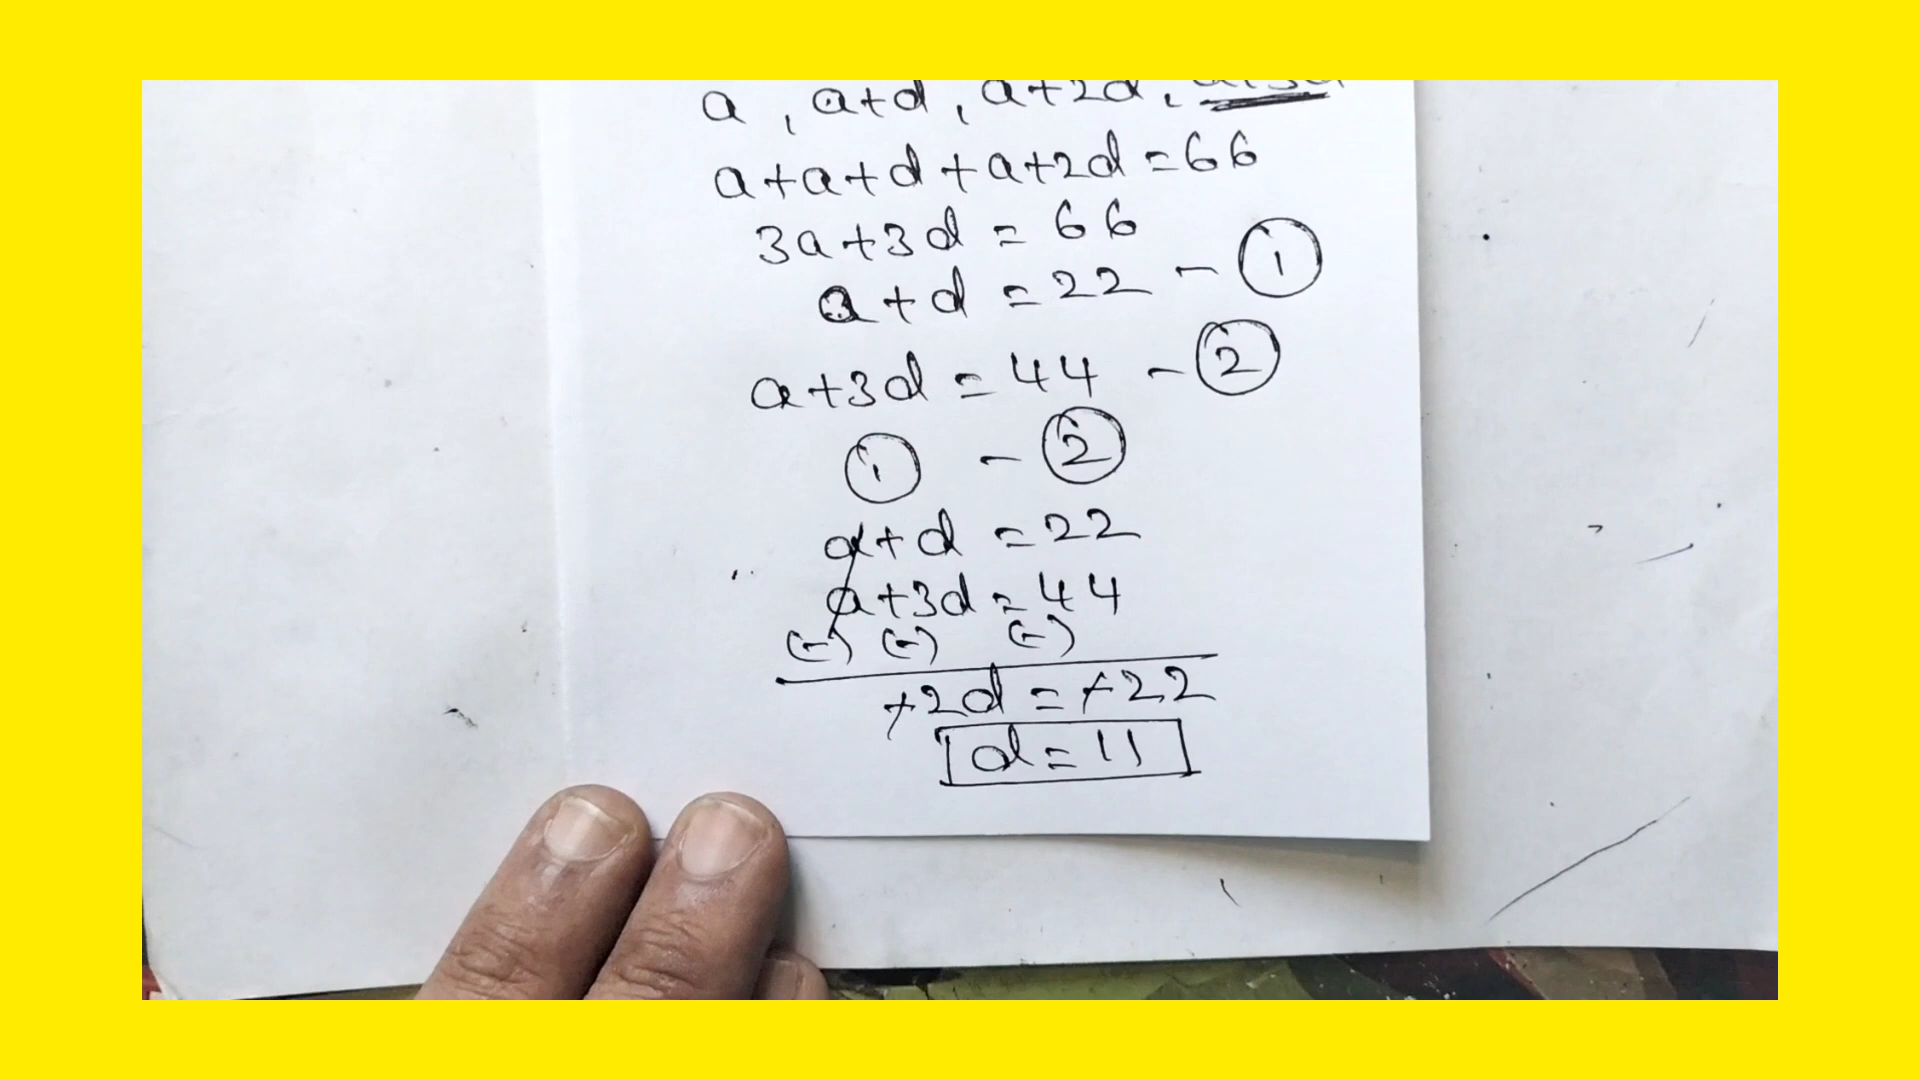 a, a+d, a+2d,
a+a+d+a+2d=66
3a+3d=66
a+d=22 - ①
a+3d=44 - ②
① - ②
a+d=22
a+3d=44
(-) (-) (-)
-2d=-22
d=11